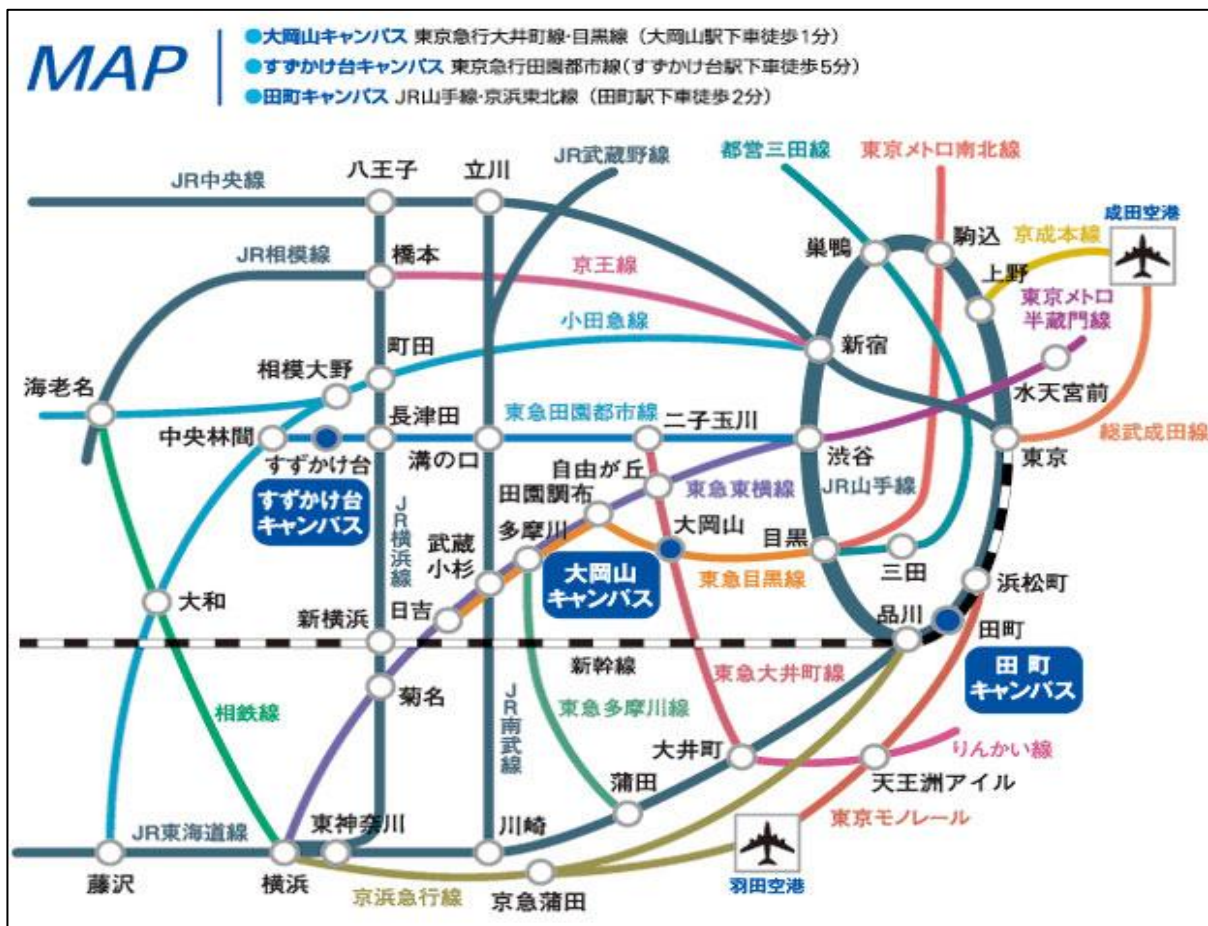 MAP
●大岡山キャンパス 東京急行大井町線・目黒線（大岡山駅下車徒歩1分）
●すずかけ台キャンパス 東京急行田園都市線(すずかけ台駅下車徒歩5分)
●田町キャンパス JR山手線・京浜東北線（田町駅下車徒歩2分）
JR中央線
八王子
立川
JR武蔵野線
都営三田線
東京メトロ南北線
成田空港
JR相模線
橋本
京王線
巣鴨
駒込
上野
京成本線
東京メトロ
半蔵門線
小田急線
町田
相模大野
新宿
海老名
水天宮前
中央林間
すずかけ台
長津田
溝の口
東急田園都市線
二子玉川
渋谷
東京
総武成田線
すずかけ台
キャンパス
自由が丘
東急東横線
JR山手線
田園調布
多摩川
大岡山
JR横浜線
武蔵
小杉
大岡山
キャンパス
東急目黒線
目黒
三田
浜松町
大和
新横浜
日吉
品川
田町
新幹線
田町
キャンパス
東急大井町線
相鉄線
菊名
JR南武線
東急多摩川線
大井町
りんかい線
蒲田
天王洲アイル
JR東海道線
東神奈川
川崎
東京モノレール
藤沢
横浜
京浜急行線
京急蒲田
羽田空港